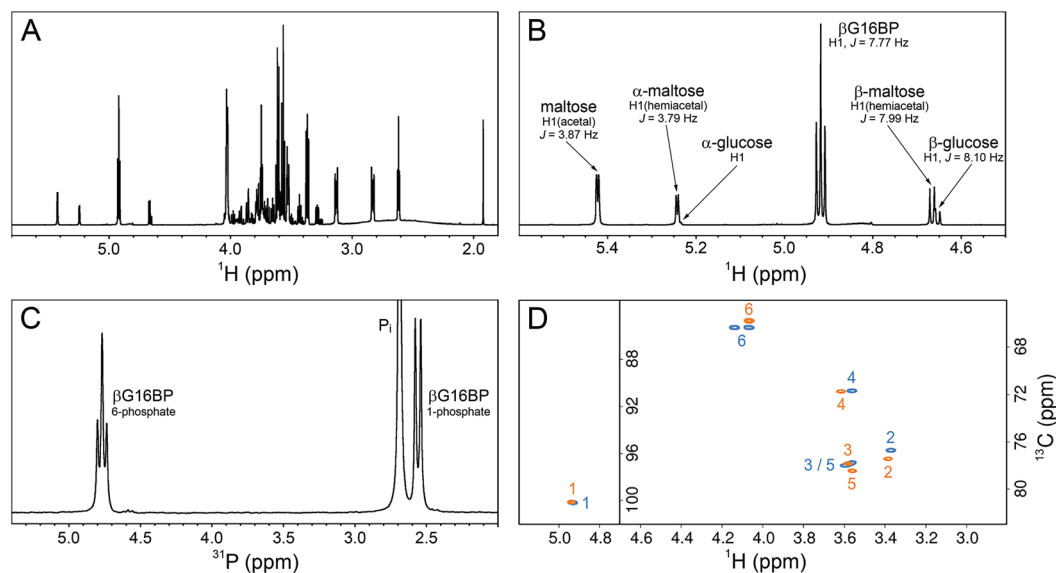 A
5.0
4.0
3.0
2.0
¹H (ppm)
B
βG16BP
H1, J = 7.77 Hz
maltose
H1(acetal)
J = 3.87 Hz
α-maltose
H1(hemiacetal)
J = 3.79 Hz
α-glucose
H1
β-maltose
H1(hemiacetal)
J = 7.99 Hz
β-glucose
H1, J = 8.10 Hz
5.4
5.2
5.0
4.8
4.6
¹H (ppm)
C
Pᵢ
βG16BP
6-phosphate
βG16BP
1-phosphate
5.0
4.5
4.0
3.5
3.0
2.5
³¹P (ppm)
D
6
6
4
4
2
3
3 / 5
5
2
1
1
88
92
96
100
68
72
76
80
¹³C (ppm)
5.0
4.8
4.6
4.4
4.2
4.0
3.8
3.6
3.4
3.2
3.0
¹H (ppm)